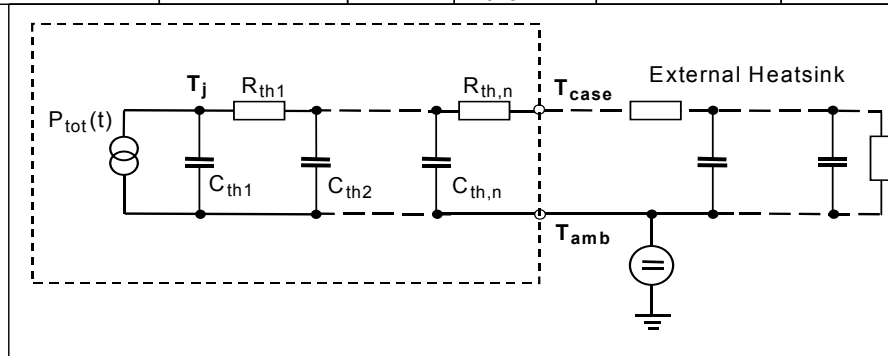 External Heatsink
T_j
R_th1
R_th,n
T_case
P_tot(t)
C_th1
C_th2
C_th,n
T_amb